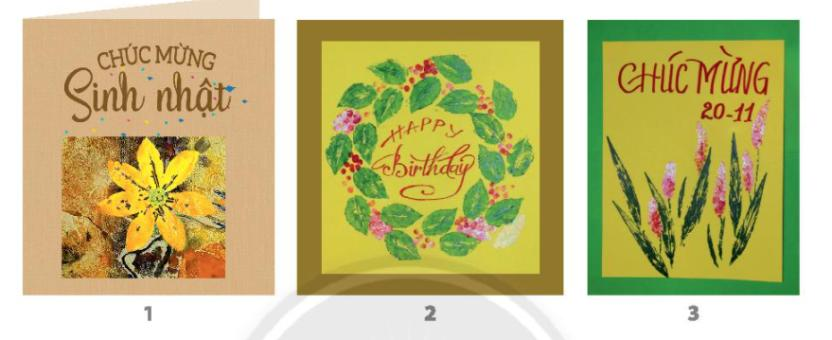 CHÚC MỪNG
Sinh nhật
HAPPY
Birthday
CHÚC MỪNG
20-11
1
2
3